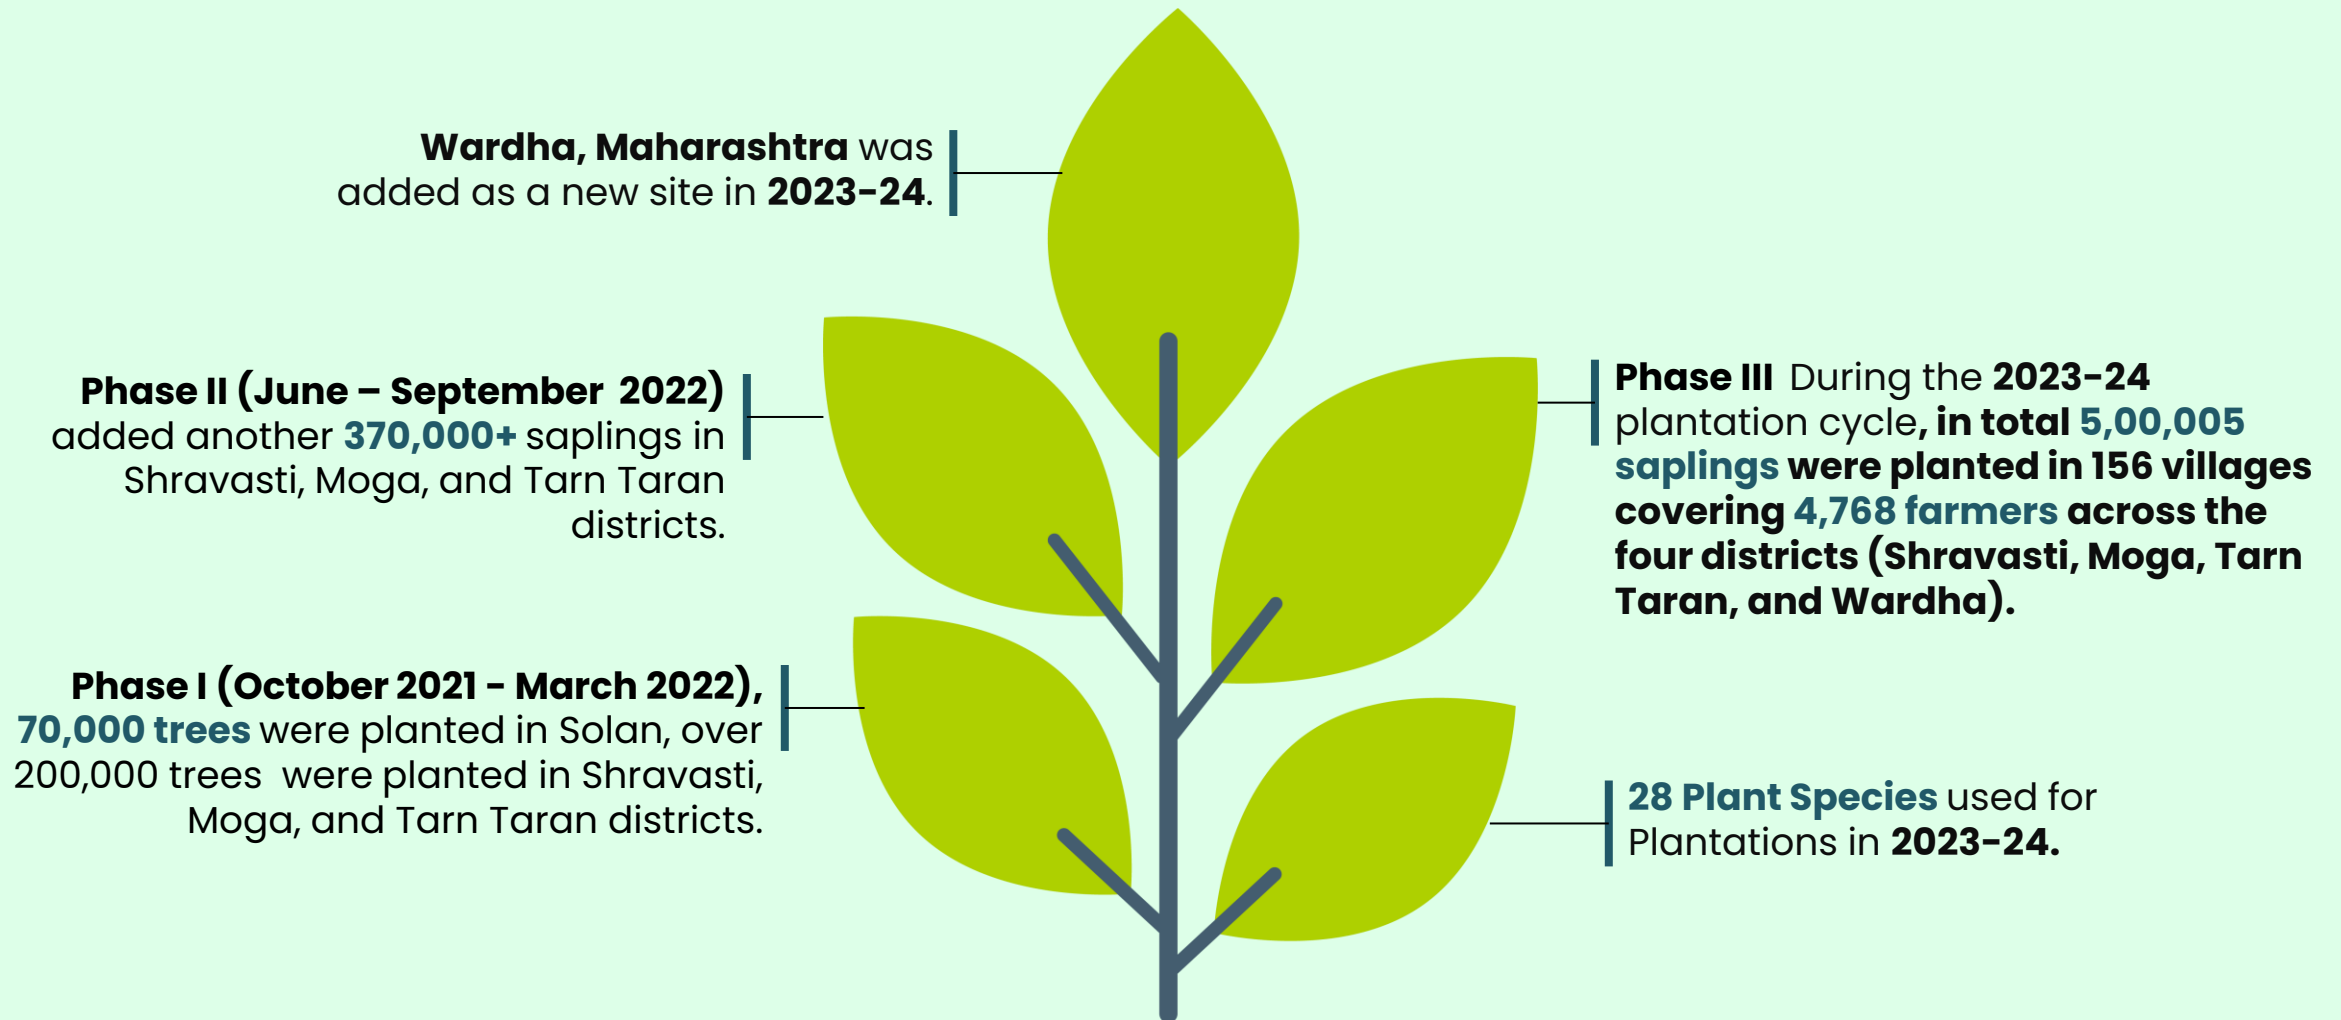 Wardha, Maharashtra was
added as a new site in 2023-24.
Phase II (June – September 2022)
added another 370,000+ saplings in
Shravasti, Moga, and Tarn Taran
districts.
Phase I (October 2021 - March 2022),
70,000 trees were planted in Solan, over
200,000 trees were planted in Shravasti,
Moga, and Tarn Taran districts.
Phase III During the 2023-24
plantation cycle, in total 5,00,005
saplings were planted in 156 villages
covering 4,768 farmers across the
four districts (Shravasti, Moga, Tarn
Taran, and Wardha).
28 Plant Species used for
Plantations in 2023-24.